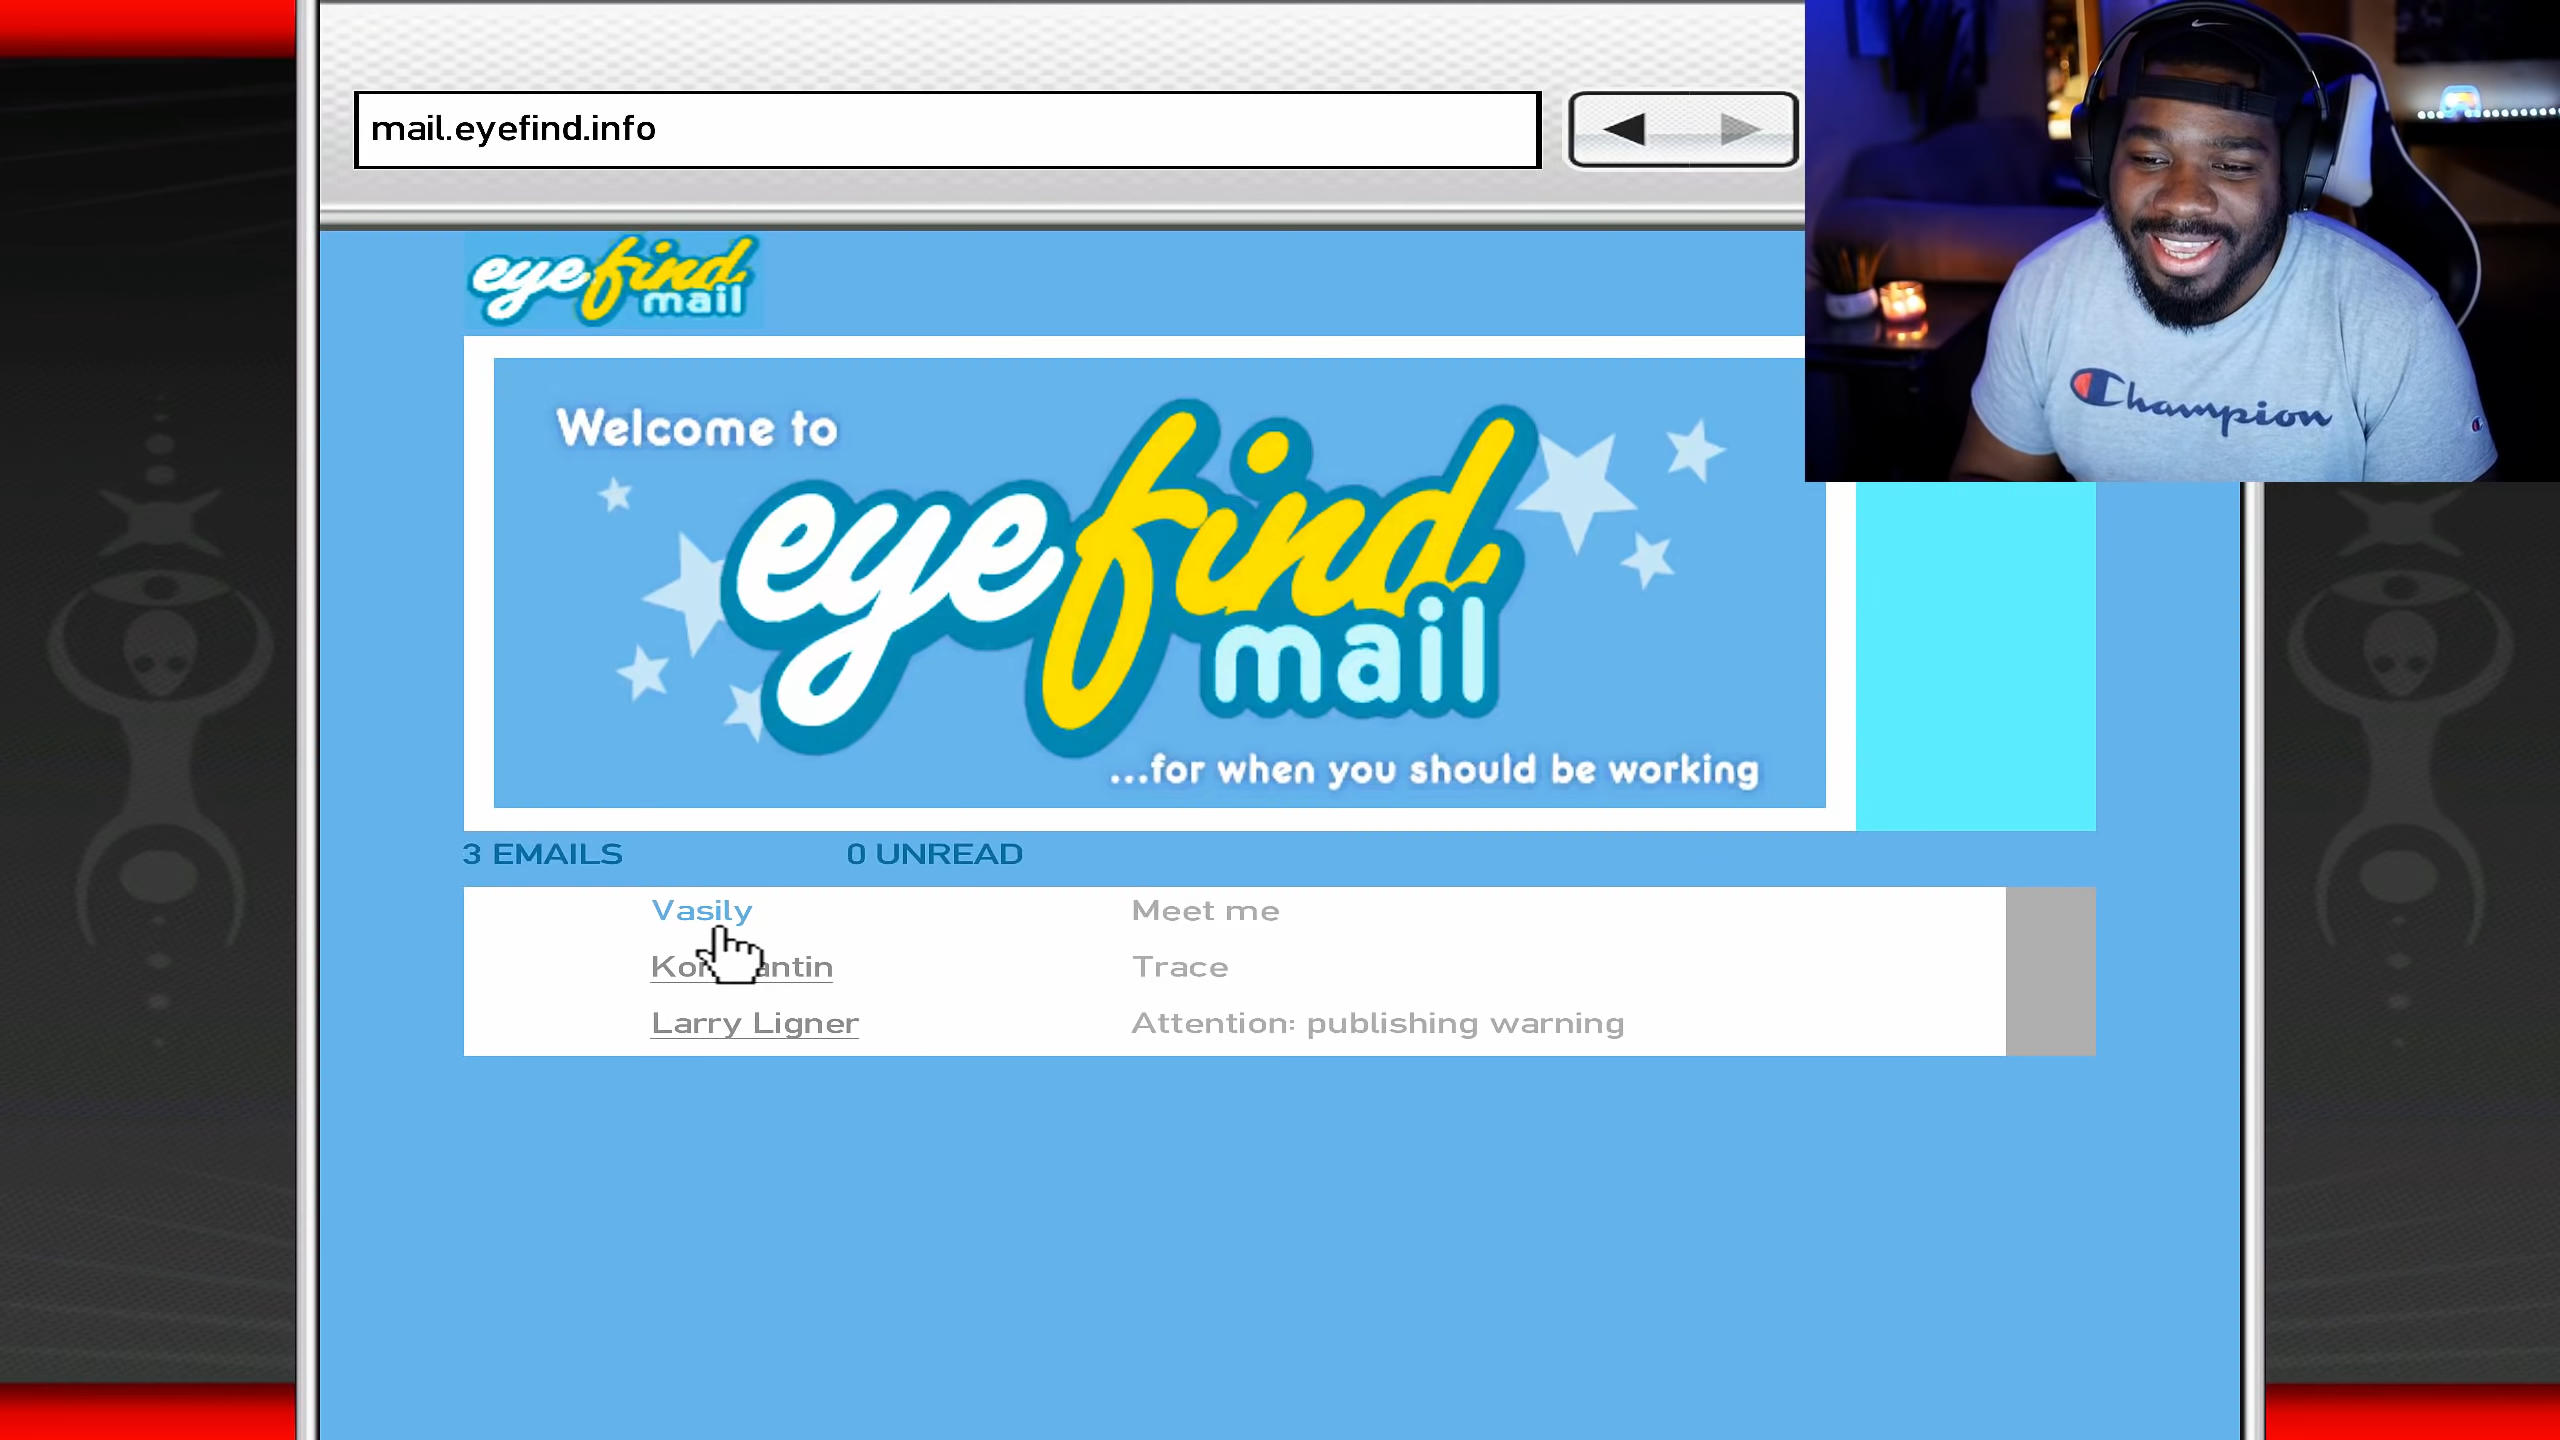 mail.eyefind.info
eyefind
mail
Welcome to
eyefind
mail
...for when you should be working
3 EMAILS 0 UNREAD
Vasily Meet me
Trace
Larry Ligner Attention: publishing warning
Champion